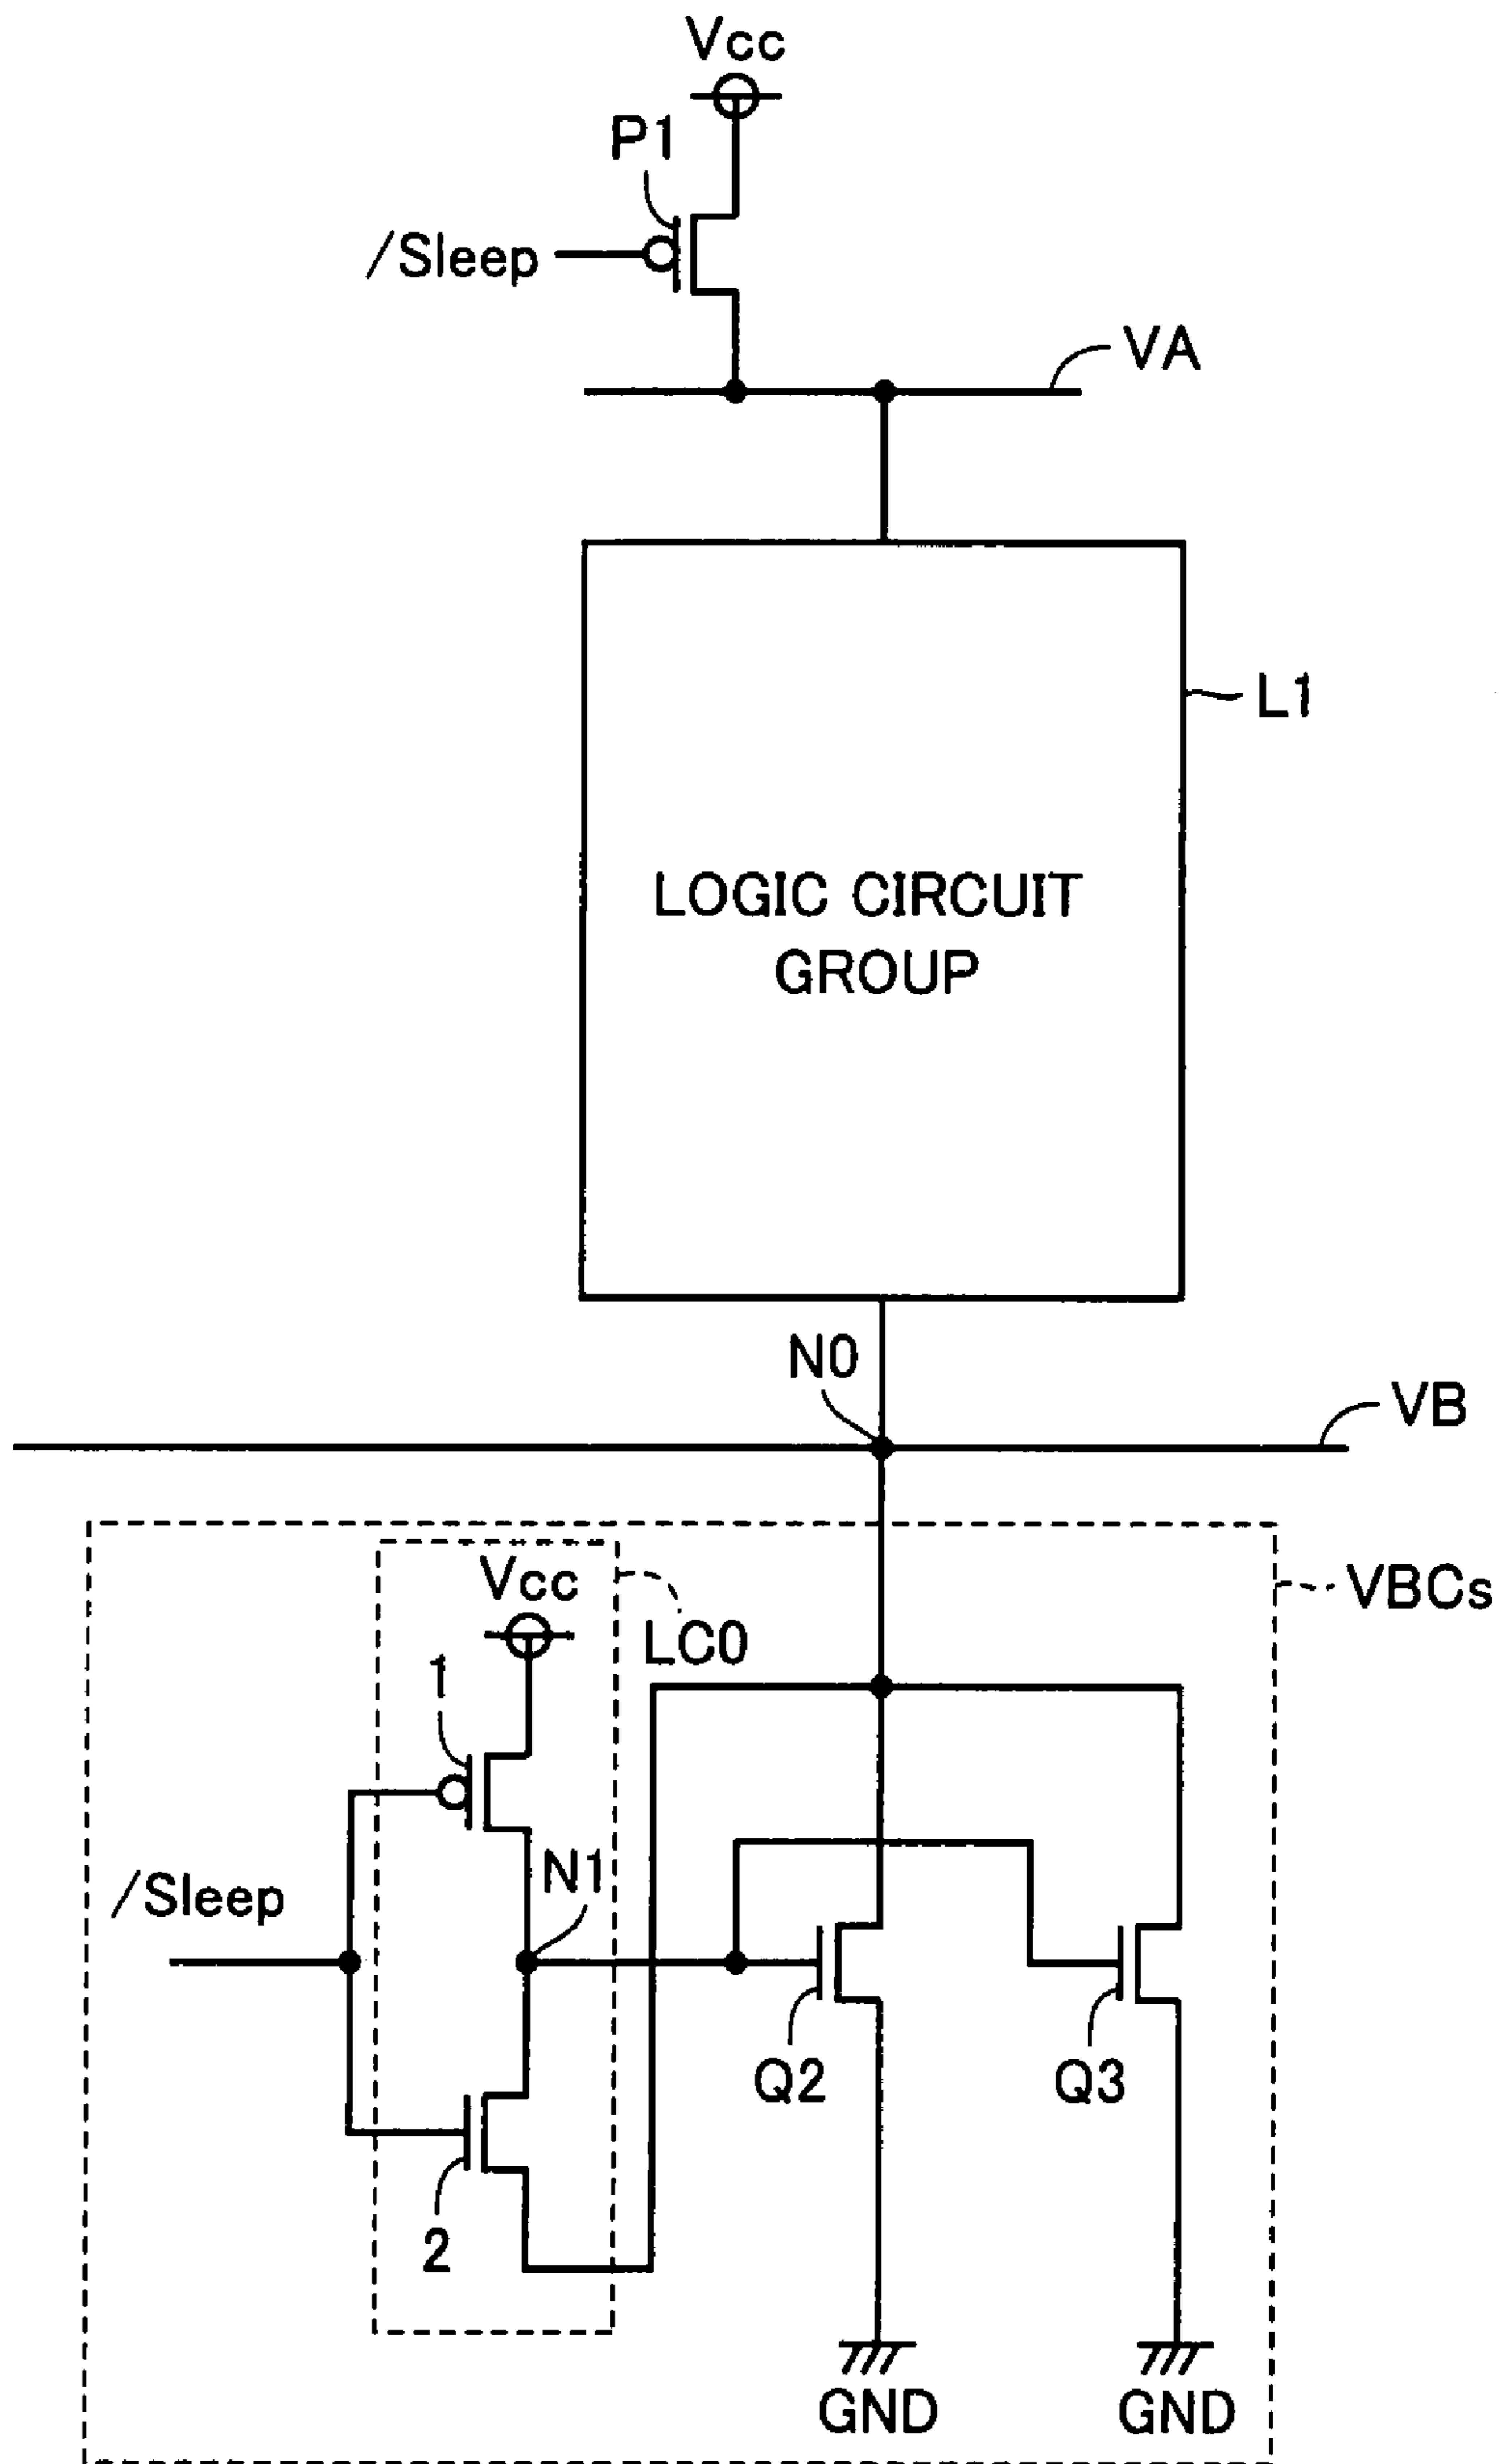 Vcc
P1
/Sleep
VA
L1
LOGIC CIRCUIT
GROUP
N0
VB
VBCs
Vcc
LC0
1
N1
/Sleep
Q2
Q3
2
GND
GND